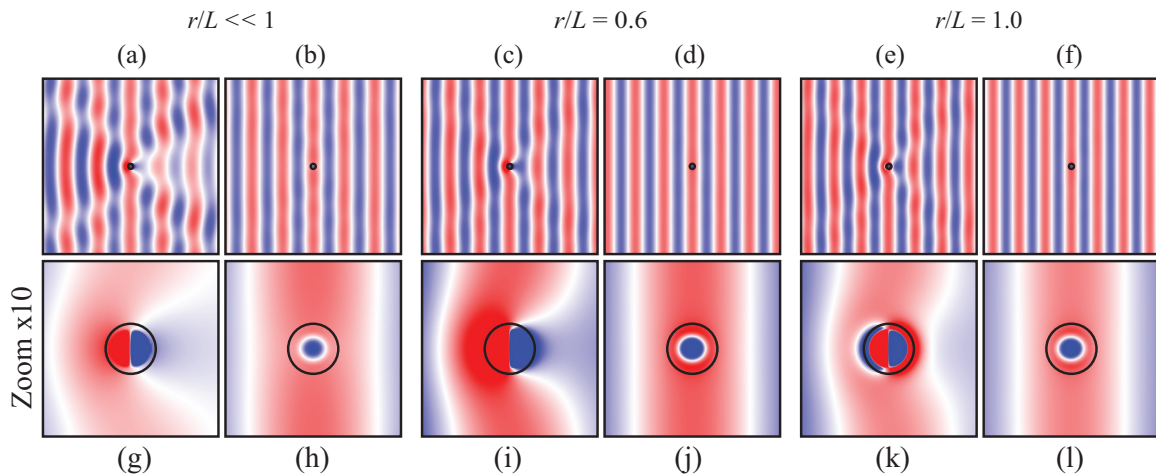 r/L << 1 r/L = 0.6 r/L = 1.0
(a) (b) (c) (d) (e) (f)
Zoom x10
(g) (h) (i) (j) (k) (l)